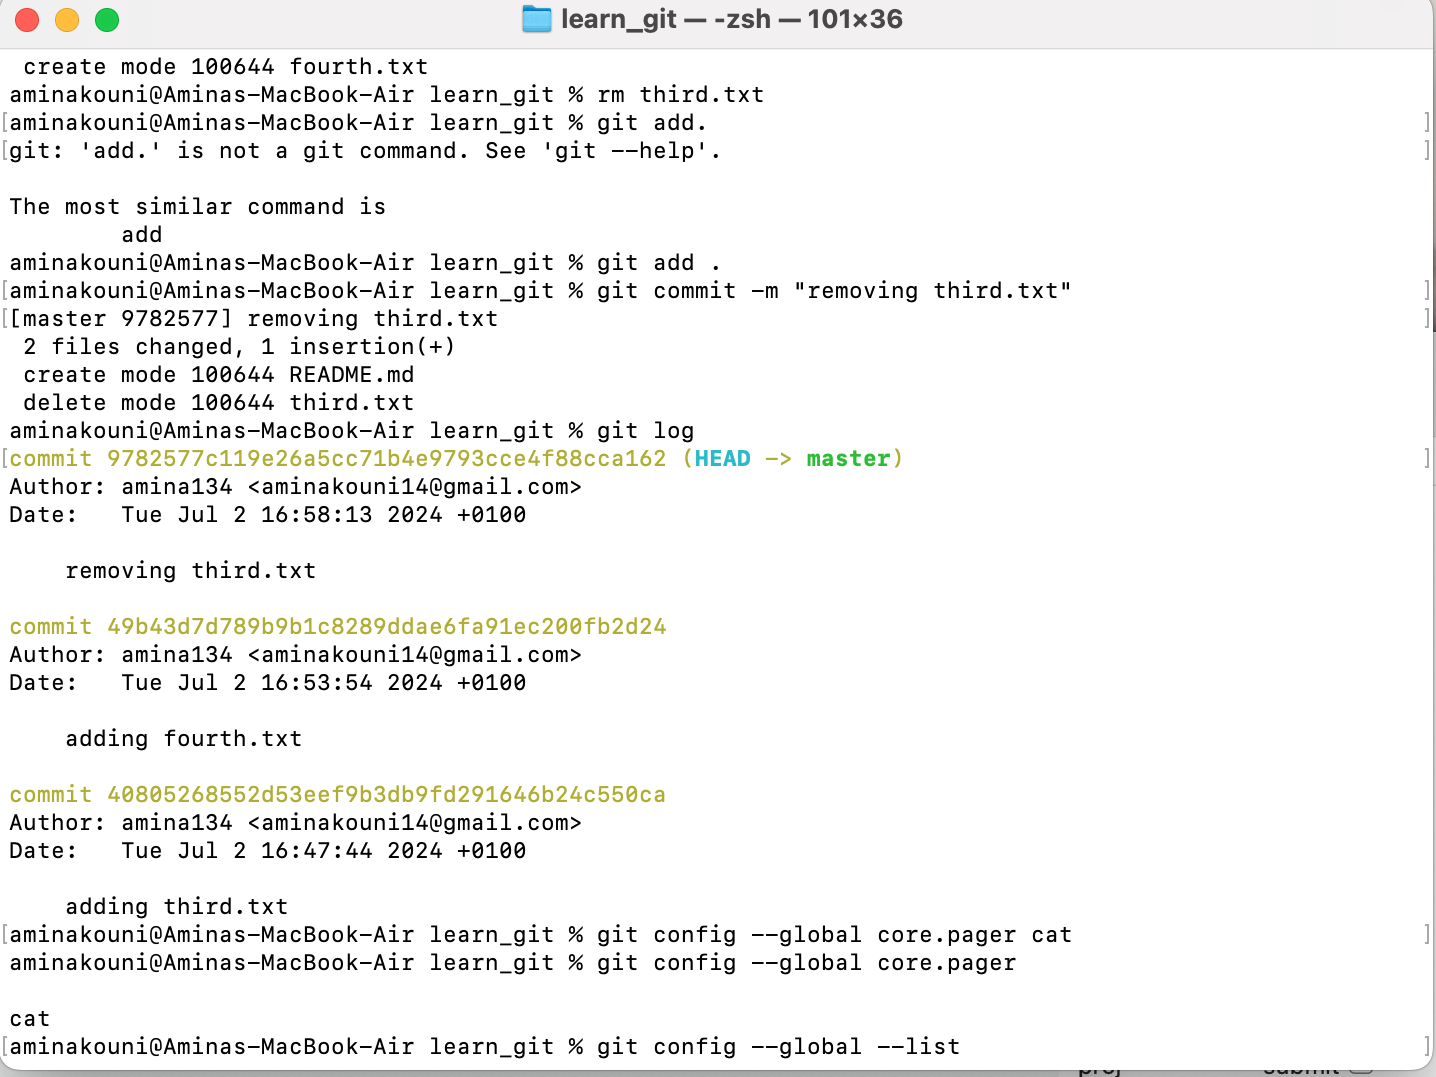 learn_git — -zsh — 101×36
create mode 100644 fourth.txt
aminakouni@Aminas-MacBook-Air learn_git % rm third.txt
[aminakouni@Aminas-MacBook-Air learn_git % git add. ]
[git: 'add.' is not a git command. See 'git --help'. ]
The most similar command is
add
aminakouni@Aminas-MacBook-Air learn_git % git add .
[aminakouni@Aminas-MacBook-Air learn_git % git commit -m "removing third.txt" ]
[[master 9782577] removing third.txt ]
2 files changed, 1 insertion(+)
create mode 100644 README.md
delete mode 100644 third.txt
aminakouni@Aminas-MacBook-Air learn_git % git log
[commit 9782577c119e26a5cc71b4e9793cce4f88cca162 (HEAD -> master) ]
Author: amina134 <aminakouni14@gmail.com>
Date:   Tue Jul 2 16:58:13 2024 +0100
removing third.txt
commit 49b43d7d789b9b1c8289ddae6fa91ec200fb2d24
Author: amina134 <aminakouni14@gmail.com>
Date:   Tue Jul 2 16:53:54 2024 +0100
adding fourth.txt
commit 40805268552d53eef9b3db9fd291646b24c550ca
Author: amina134 <aminakouni14@gmail.com>
Date:   Tue Jul 2 16:47:44 2024 +0100
adding third.txt
[aminakouni@Aminas-MacBook-Air learn_git % git config --global core.pager cat ]
aminakouni@Aminas-MacBook-Air learn_git % git config --global core.pager
cat
[aminakouni@Aminas-MacBook-Air learn_git % git config --global --list ]